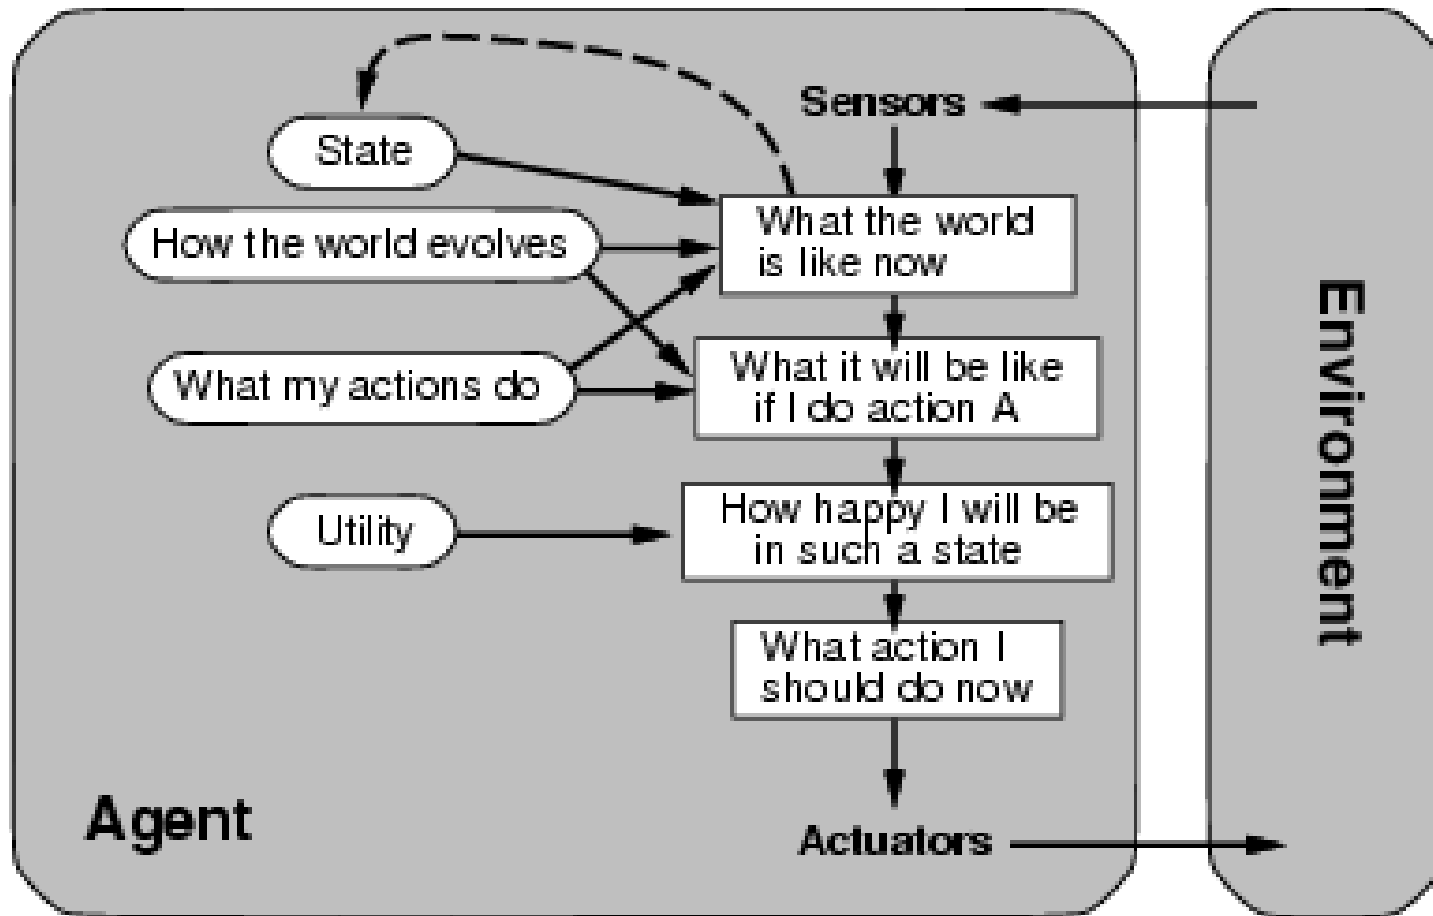 Sensors
State
What the world
is like now
How the world evolves
What it will be like
if I do action A
What my actions do
How happy I will be
in such a state
Utility
What action I
should do now
Agent
Actuators
Environment